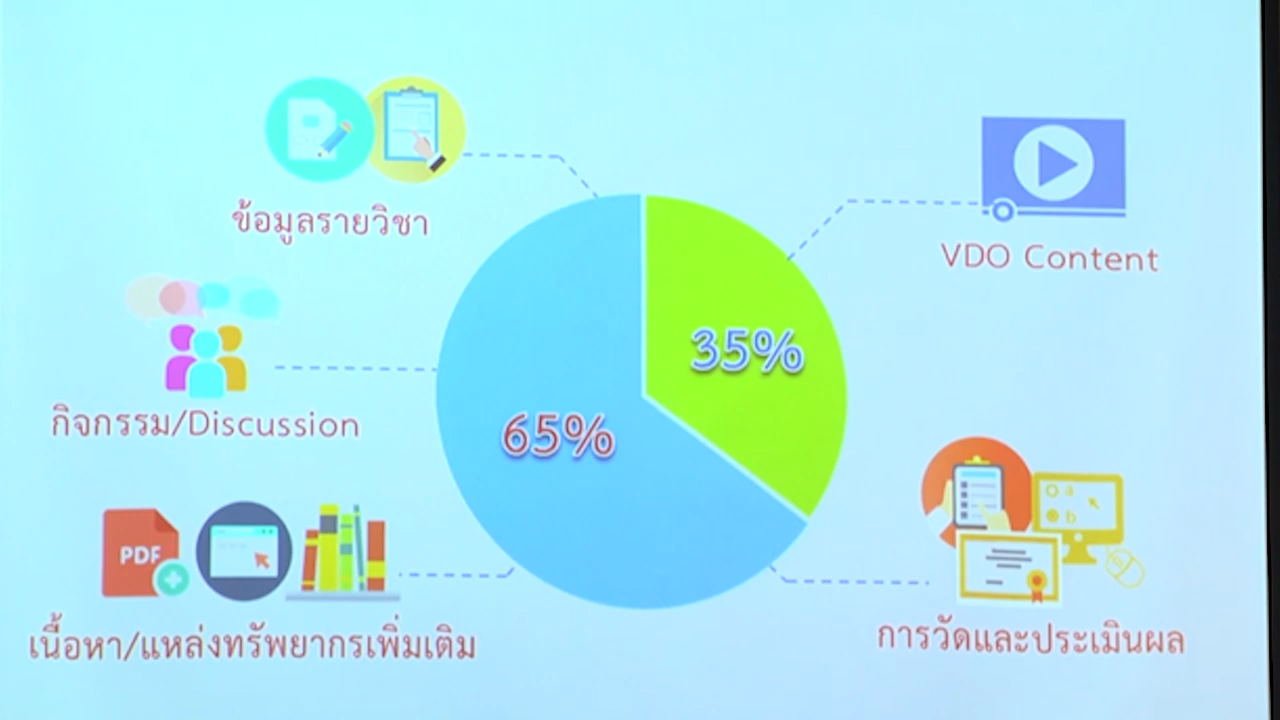 ข้อมูลรายวิชา
VDO Content
35%
กิจกรรม/Discussion
65%
a
b
PDF
เนื้อหา/แหล่งทรัพยากรเพิ่มเติม
การวัดและประเมินผล